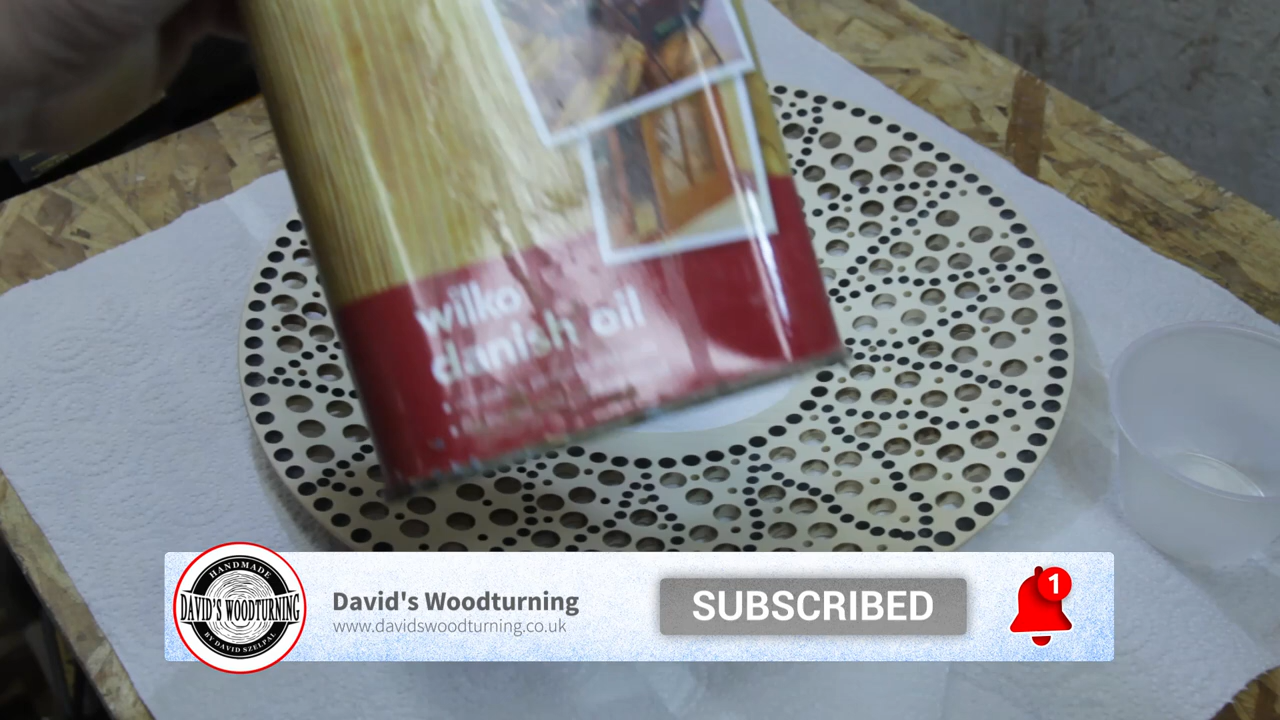 wilko
danish oil
HANDMADE
DAVID'S WOODTURNING
BY DAVID SZELPAL
David's Woodturning
www.davidswoodturning.co.uk
SUBSCRIBED
1